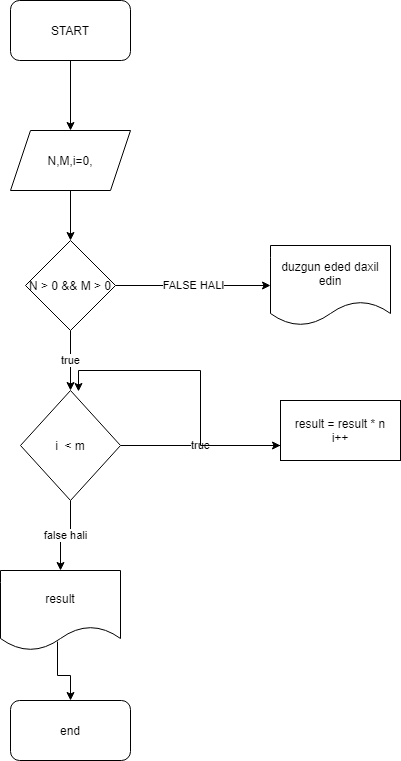 START
N,M,i=0,
N > 0 && M > 0
FALSE HALI
duzgun eded daxil
edin
true
i < m
true
result = result * n
i++
false hali
result
end